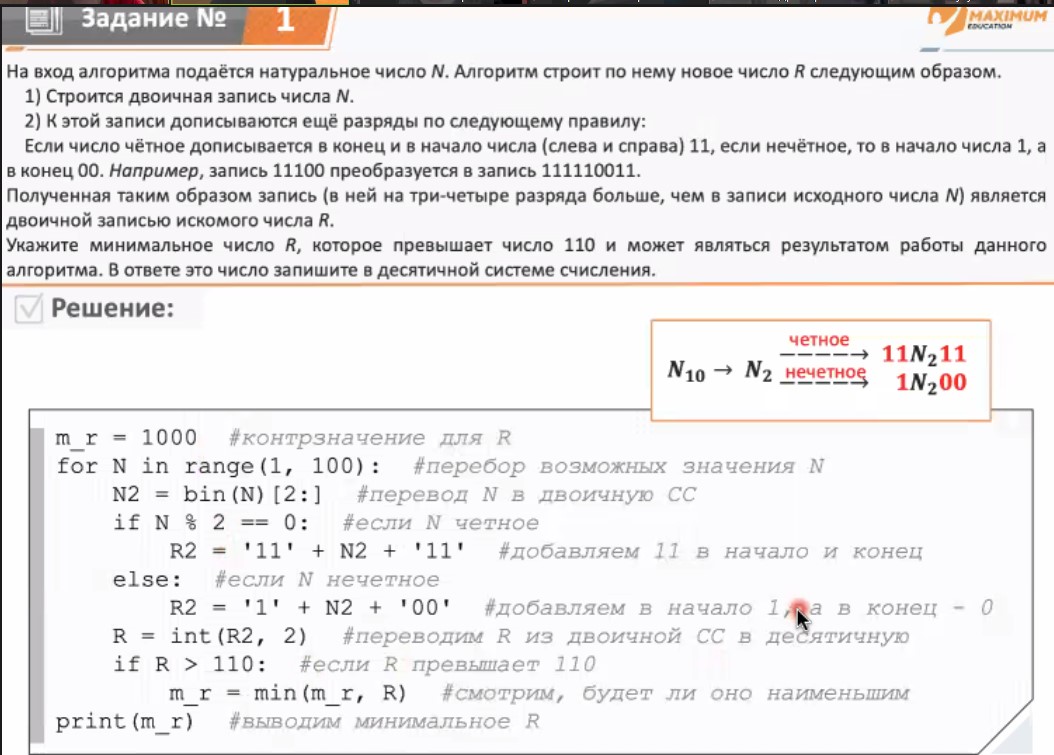 Задание № 1
MAXIMUM
EDUCATION
На вход алгоритма подаётся натуральное число N. Алгоритм строит по нему новое число R следующим образом.
1) Строится двоичная запись числа N.
2) К этой записи дописываются ещё разряды по следующему правилу:
Если число чётное дописывается в конец и в начало числа (слева и справа) 11, если нечётное, то в начало числа 1, а
в конец 00. Например, запись 11100 преобразуется в запись 111110011.
Полученная таким образом запись (в ней на три-четыре разряда больше, чем в записи исходного числа N) является
двоичной записью искомого числа R.
Укажите минимальное число R, которое превышает число 110 и может являться результатом работы данного
алгоритма. В ответе это число запишите в десятичной системе счисления.
Решение:
четное
N₁₀ → N₂ -----→ 11N₂11
нечетное
-----→ 1N₂00
m_r = 1000 #контрзначение для R
for N in range(1, 100): #перебор возможных значения N
N2 = bin(N)[2:] #перевод N в двоичную СС
if N % 2 == 0: #если N четное
R2 = '11' + N2 + '11' #добавляем 11 в начало и конец
else: #если N нечетное
R2 = '1' + N2 + '00' #добавляем в начало 1, а в конец - 0
R = int(R2, 2) #переводим R из двоичной СС в десятичную
if R > 110: #если R превышает 110
m_r = min(m_r, R) #смотрим, будет ли оно наименьшим
print(m_r) #выводим минимальное R